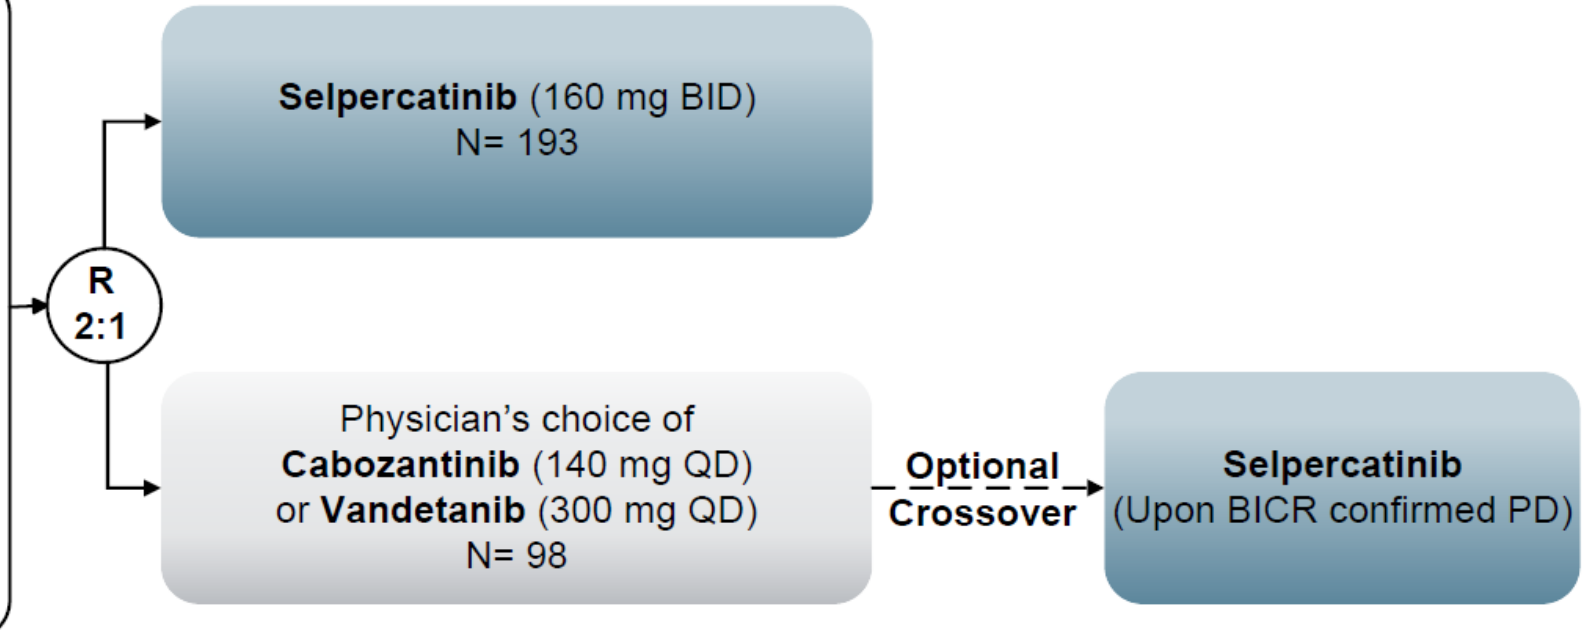 Selpercatinib (160 mg BID)
N= 193
R
2:1
Physician's choice of
Cabozantinib (140 mg QD)
or Vandetanib (300 mg QD)
N= 98
Optional
Crossover
Selpercatinib
(Upon BICR confirmed PD)